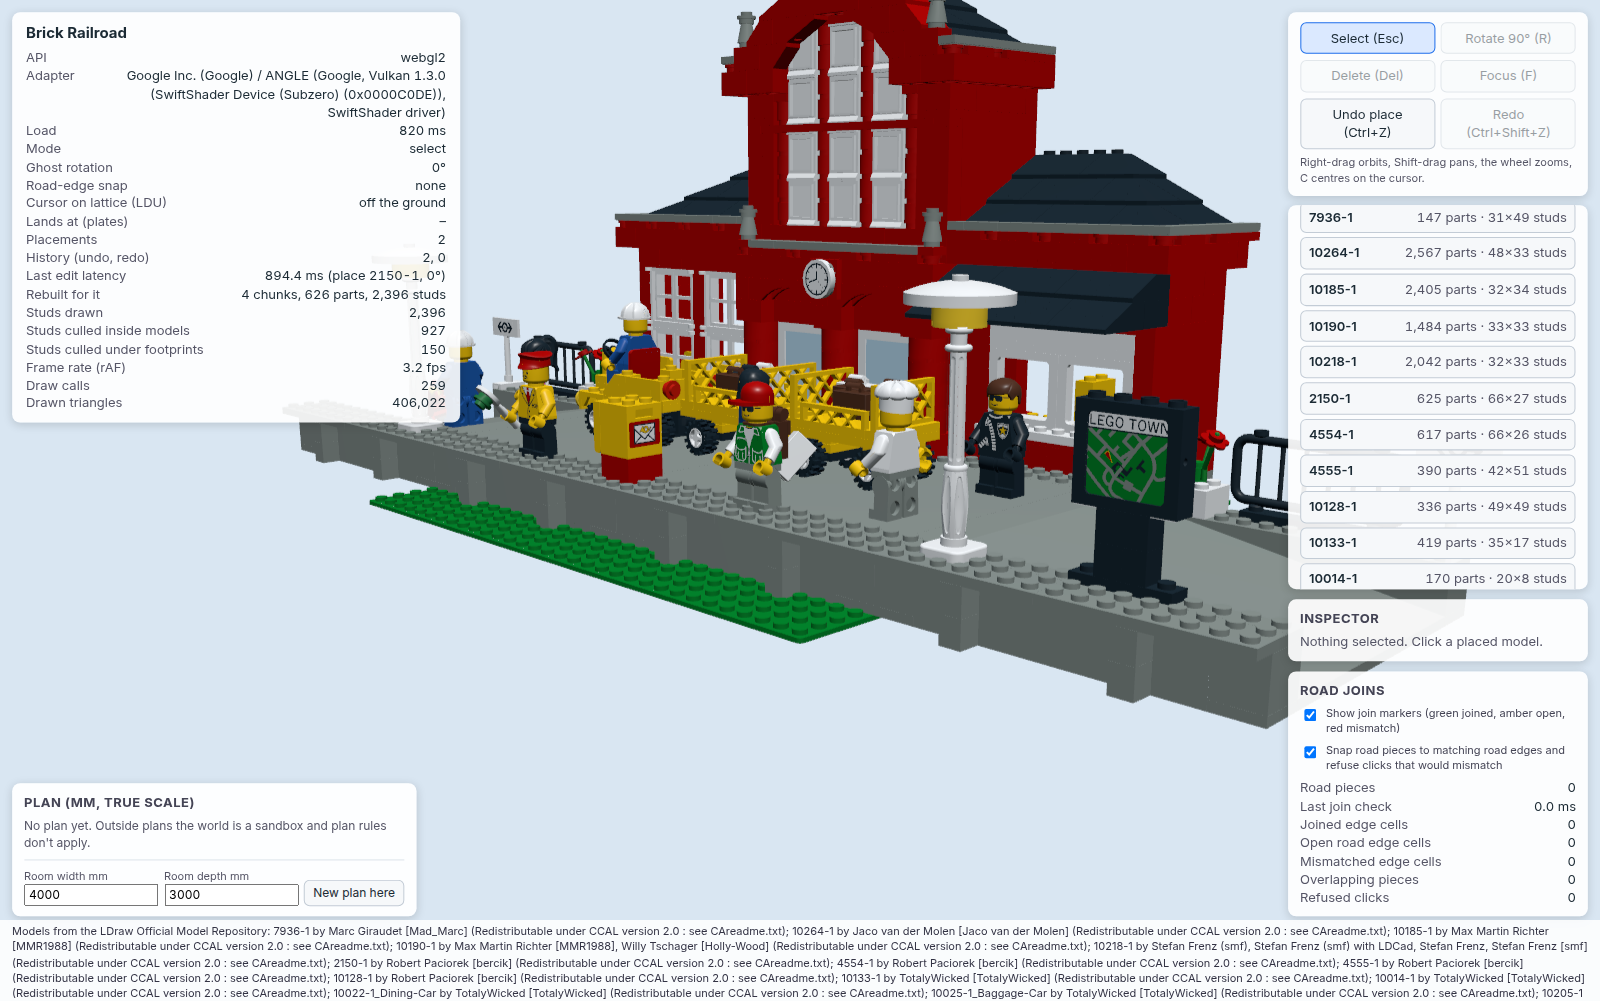 Brick Railroad
API webgl2
Adapter Google Inc. (Google) / ANGLE (Google, Vulkan 1.3.0
(SwiftShader Device (Subzero) (0x0000C0DE)),
SwiftShader driver)
Load 820 ms
Mode select
Ghost rotation 0°
Road-edge snap none
Cursor on lattice (LDU) off the ground
Lands at (plates) –
Placements 2
History (undo, redo) 2, 0
Last edit latency 894.4 ms (place 2150-1, 0°)
Rebuilt for it 4 chunks, 626 parts, 2,396 studs
Studs drawn 2,396
Studs culled inside models 927
Studs culled under footprints 150
Frame rate (rAF) 3.2 fps
Draw calls 259
Drawn triangles 406,022
LEGO TOWN
Select (Esc) Rotate 90° (R)
Delete (Del) Focus (F)
Undo place
(Ctrl+Z)
Redo
(Ctrl+Shift+Z)
Right-drag orbits, Shift-drag pans, the wheel zooms,
C centres on the cursor.
7936-1 147 parts · 31×49 studs
10264-1 2,567 parts · 48×33 studs
10185-1 2,405 parts · 32×34 studs
10190-1 1,484 parts · 33×33 studs
10218-1 2,042 parts · 32×33 studs
2150-1 625 parts · 66×27 studs
4554-1 617 parts · 66×26 studs
4555-1 390 parts · 42×51 studs
10128-1 336 parts · 49×49 studs
10133-1 419 parts · 35×17 studs
10014-1 170 parts · 20×8 studs
INSPECTOR
Nothing selected. Click a placed model.
ROAD JOINS
Show join markers (green joined, amber open,
red mismatch)
Snap road pieces to matching road edges and
refuse clicks that would mismatch
Road pieces 0
Last join check 0.0 ms
Joined edge cells 0
Open road edge cells 0
Mismatched edge cells 0
Overlapping pieces 0
Refused clicks 0
PLAN (MM, TRUE SCALE)
No plan yet. Outside plans the world is a sandbox and plan rules
don't apply.
Room width mm Room depth mm
4000 3000 New plan here
Models from the LDraw Official Model Repository: 7936-1 by Marc Giraudet [Mad_Marc] (Redistributable under CCAL version 2.0 : see CAreadme.txt); 10264-1 by Jaco van der Molen [Jaco van der Molen] (Redistributable under CCAL version 2.0 : see CAreadme.txt); 10185-1 by Max Martin Richter
[MMR1988] (Redistributable under CCAL version 2.0 : see CAreadme.txt); 10190-1 by Max Martin Richter [MMR1988], Willy Tschager [Holly-Wood] (Redistributable under CCAL version 2.0 : see CAreadme.txt); 10218-1 by Stefan Frenz (smf), Stefan Frenz (smf) with LDCad, Stefan Frenz, Stefan Frenz [smf]
(Redistributable under CCAL version 2.0 : see CAreadme.txt); 2150-1 by Robert Paciorek [bercik] (Redistributable under CCAL version 2.0 : see CAreadme.txt); 4554-1 by Robert Paciorek [bercik] (Redistributable under CCAL version 2.0 : see CAreadme.txt); 4555-1 by Robert Paciorek [bercik]
(Redistributable under CCAL version 2.0 : see CAreadme.txt); 10128-1 by Robert Paciorek [bercik] (Redistributable under CCAL version 2.0 : see CAreadme.txt); 10133-1 by TotalyWicked [TotalyWicked] (Redistributable under CCAL version 2.0 : see CAreadme.txt); 10014-1 by TotalyWicked [TotalyWicked]
(Redistributable under CCAL version 2.0 : see CAreadme.txt); 10022-1_Dining-Car by TotalyWicked [TotalyWicked] (Redistributable under CCAL version 2.0 : see CAreadme.txt); 10025-1_Baggage-Car by TotalyWicked [TotalyWicked] (Redistributable under CCAL version 2.0 : see CAreadme.txt); 10205-1